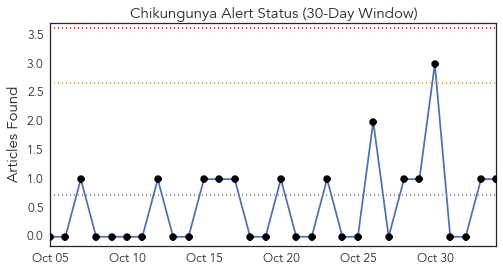 Chikungunya Alert Status (30-Day Window)
Articles Found
3.5
3.0
2.5
2.0
1.5
1.0
0.5
0.0
Oct 05
Oct 10
Oct 15
Oct 20
Oct 25
Oct 30